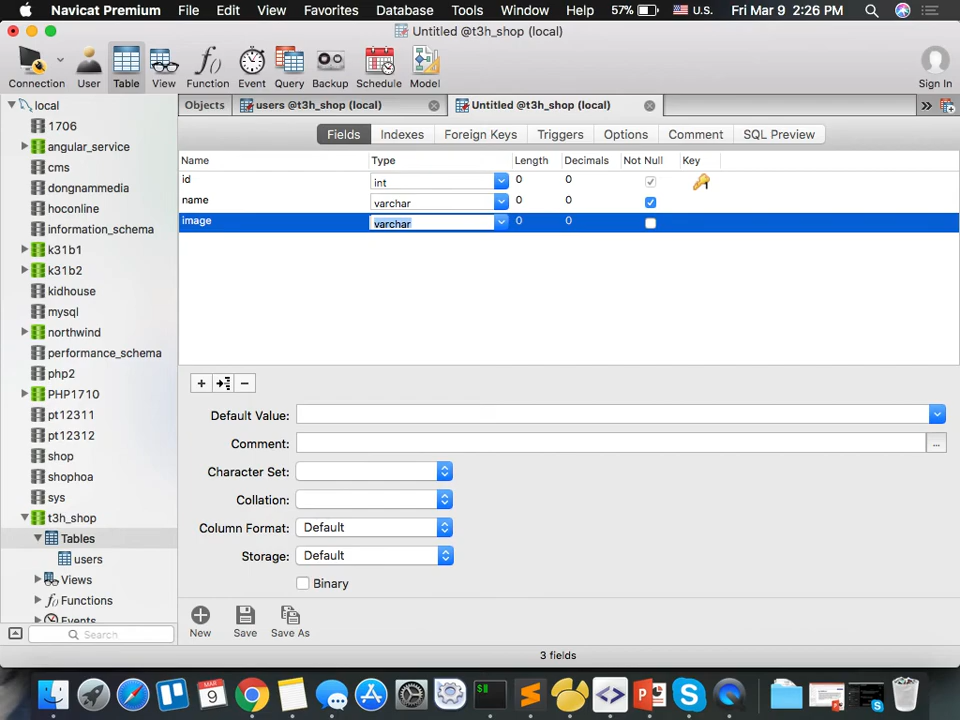 Navicat Premium File Edit View Favorites Database Tools Window Help 57% U.S. Fri Mar 9 2:26 PM
Untitled @t3h_shop (local)
Connection User Table View Function Event Query Backup Schedule Model Sign In
local
1706
angular_service
cms
dongnammedia
hoconline
information_schema
k31b1
k31b2
kidhouse
mysql
northwind
performance_schema
php2
PHP1710
pt12311
pt12312
shop
shophoa
sys
t3h_shop
Tables
users
Views
Functions
Events
Search
Objects users @t3h_shop (local) Untitled @t3h_shop (local)
Fields Indexes Foreign Keys Triggers Options Comment SQL Preview
Name Type Length Decimals Not Null Key
id int 0 0
name varchar 0 0
image varchar 0 0
Default Value:
Comment: ...
Character Set:
Collation:
Column Format: Default
Storage: Default
Binary
New Save Save As
3 fields
MAR
9